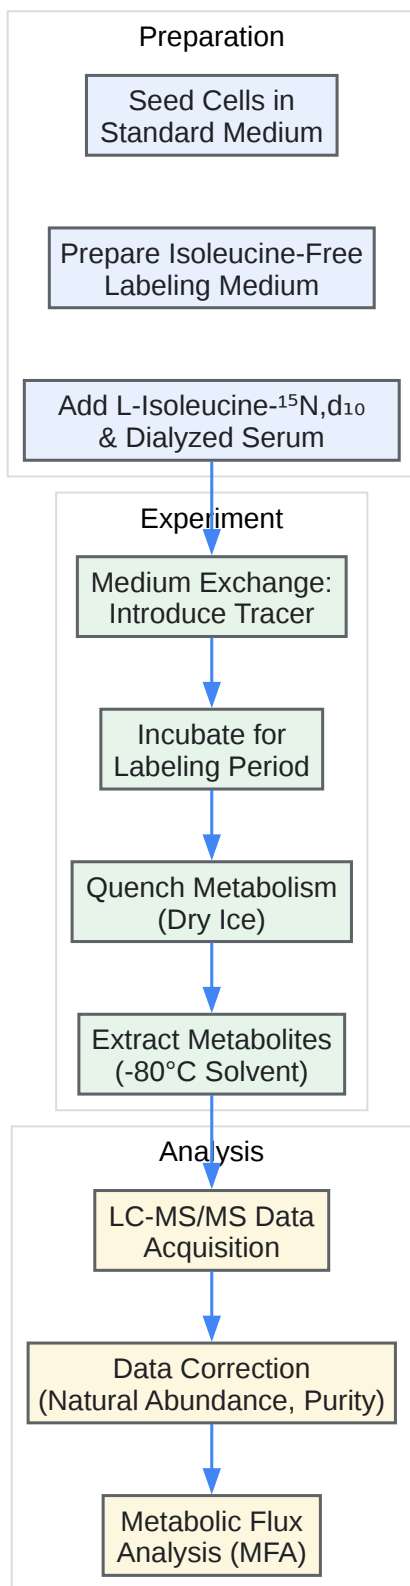 Preparation
Seed Cells in
Standard Medium
Prepare Isoleucine-Free
Labeling Medium
Add L-Isoleucine-¹⁵N,d₁₀
& Dialyzed Serum
Experiment
Medium Exchange:
Introduce Tracer
Incubate for
Labeling Period
Quench Metabolism
(Dry Ice)
Extract Metabolites
(-80°C Solvent)
Analysis
LC-MS/MS Data
Acquisition
Data Correction
(Natural Abundance, Purity)
Metabolic Flux
Analysis (MFA)